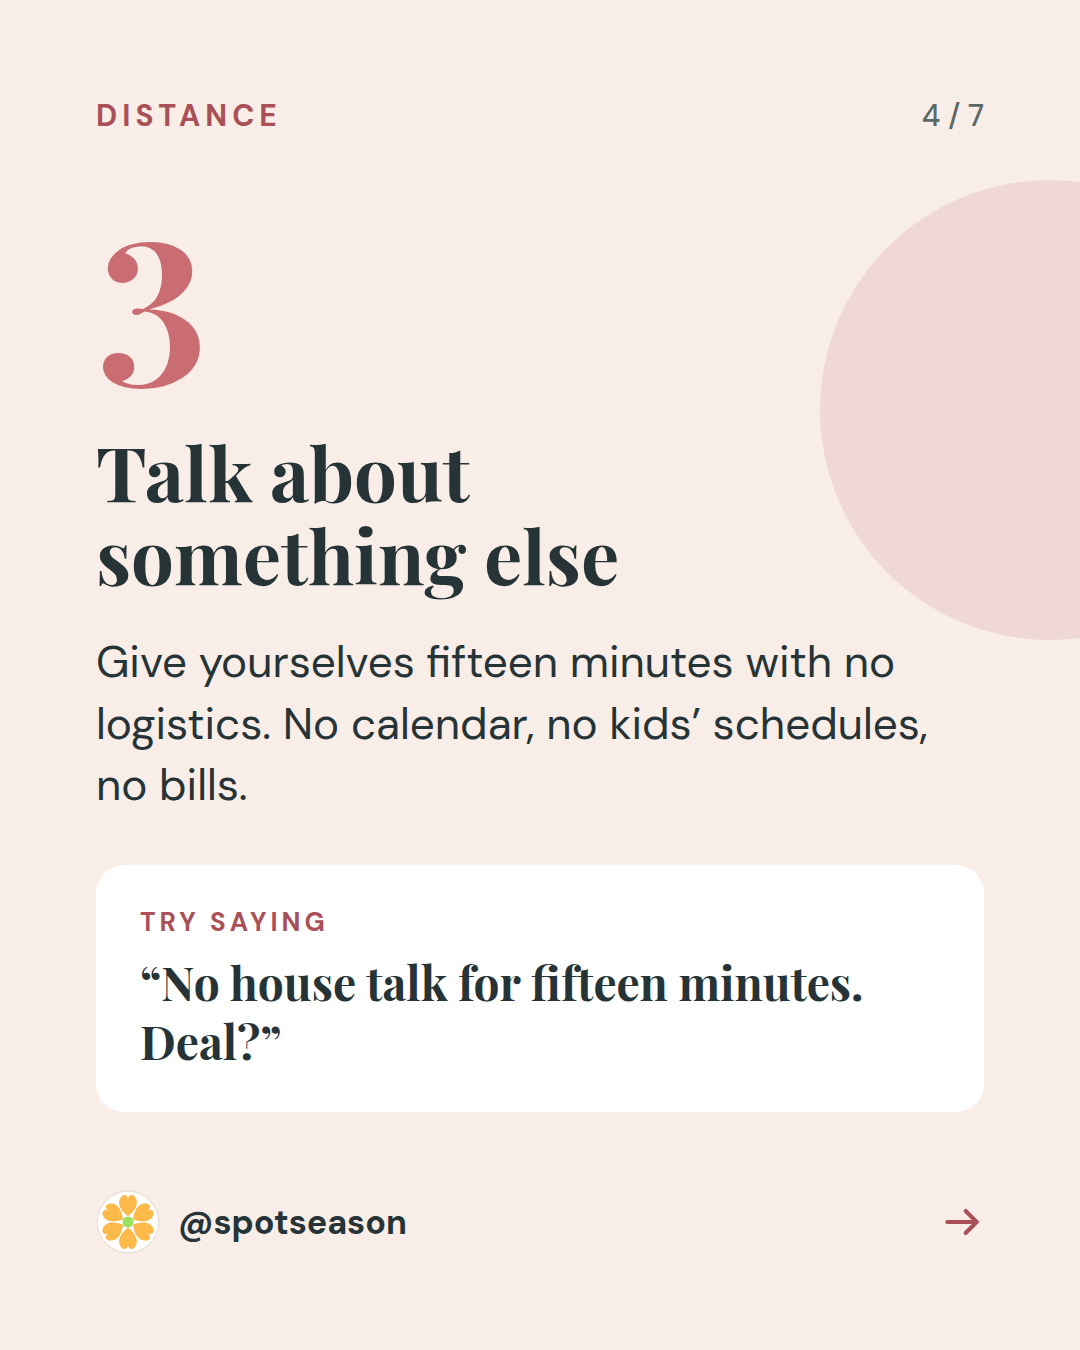 DISTANCE
4 / 7
3
Talk about
something else
Give yourselves fifteen minutes with no
logistics. No calendar, no kids’ schedules,
no bills.
TRY SAYING
“No house talk for fifteen minutes.
Deal?”
@spotseason